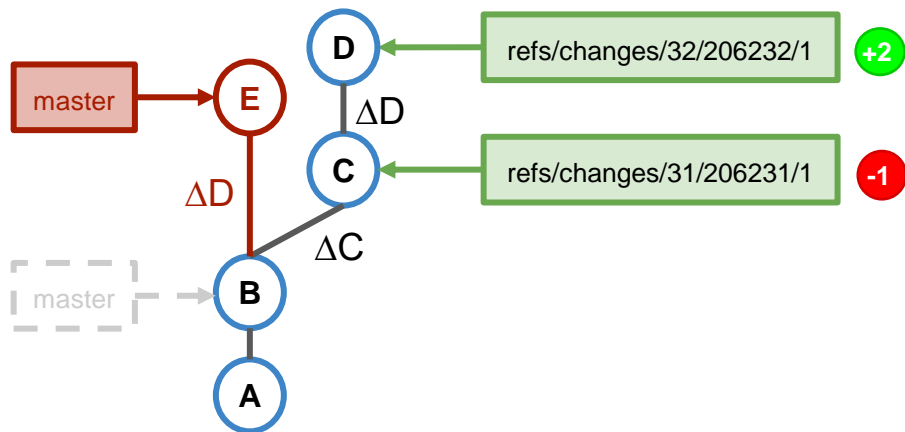 D
refs/changes/32/206232/1
+2
master
E
ΔD
C
refs/changes/31/206231/1
-1
ΔD
ΔC
master
B
A